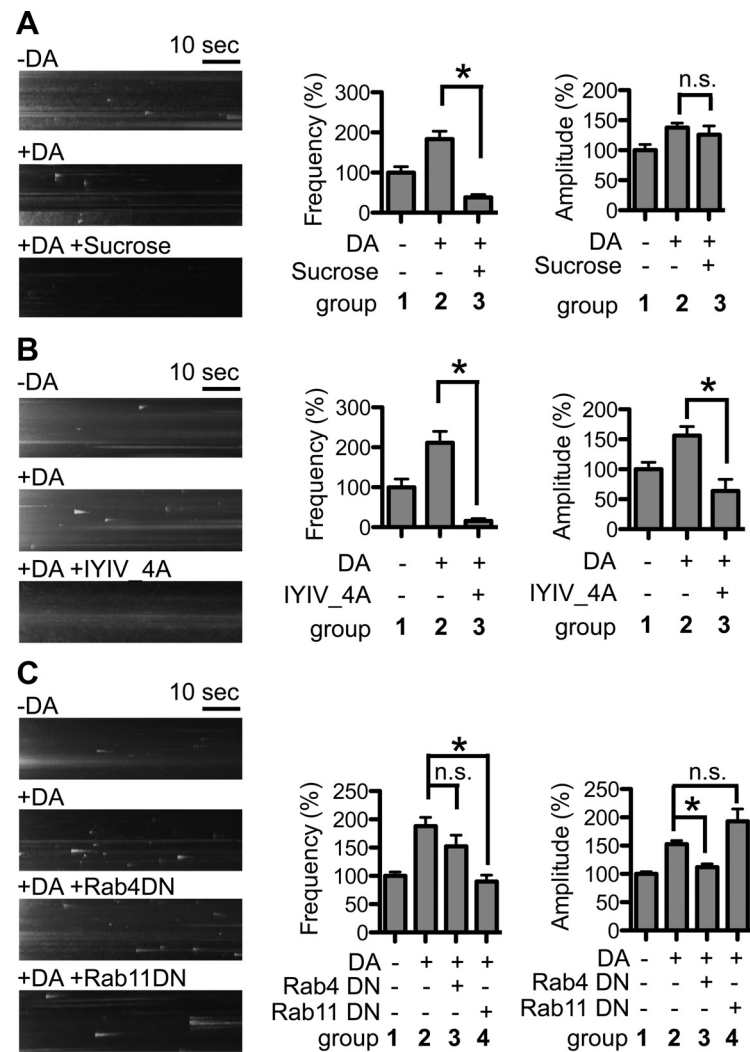 A
10 sec
-DA
+DA
+DA +Sucrose
Frequency (%)
300
200
100
0
*
DA - + +
Sucrose - - +
group 1 2 3
Amplitude (%)
200
150
100
50
0
n.s.
DA - + +
Sucrose - - +
group 1 2 3
B
10 sec
-DA
+DA
+DA +IYIV_4A
Frequency (%)
300
200
100
0
*
DA - + +
IYIV_4A - - +
group 1 2 3
Amplitude (%)
200
150
100
50
0
*
DA - + +
IYIV_4A - - +
group 1 2 3
C
10 sec
-DA
+DA
+DA +Rab4DN
+DA +Rab11DN
Frequency (%)
250
200
150
100
50
0
*
n.s.
DA - + + +
Rab4 DN - - + -
Rab11 DN - - - +
group 1 2 3 4
Amplitude (%)
250
200
150
100
50
0
n.s.
*
DA - + + +
Rab4 DN - - + -
Rab11 DN - - - +
group 1 2 3 4